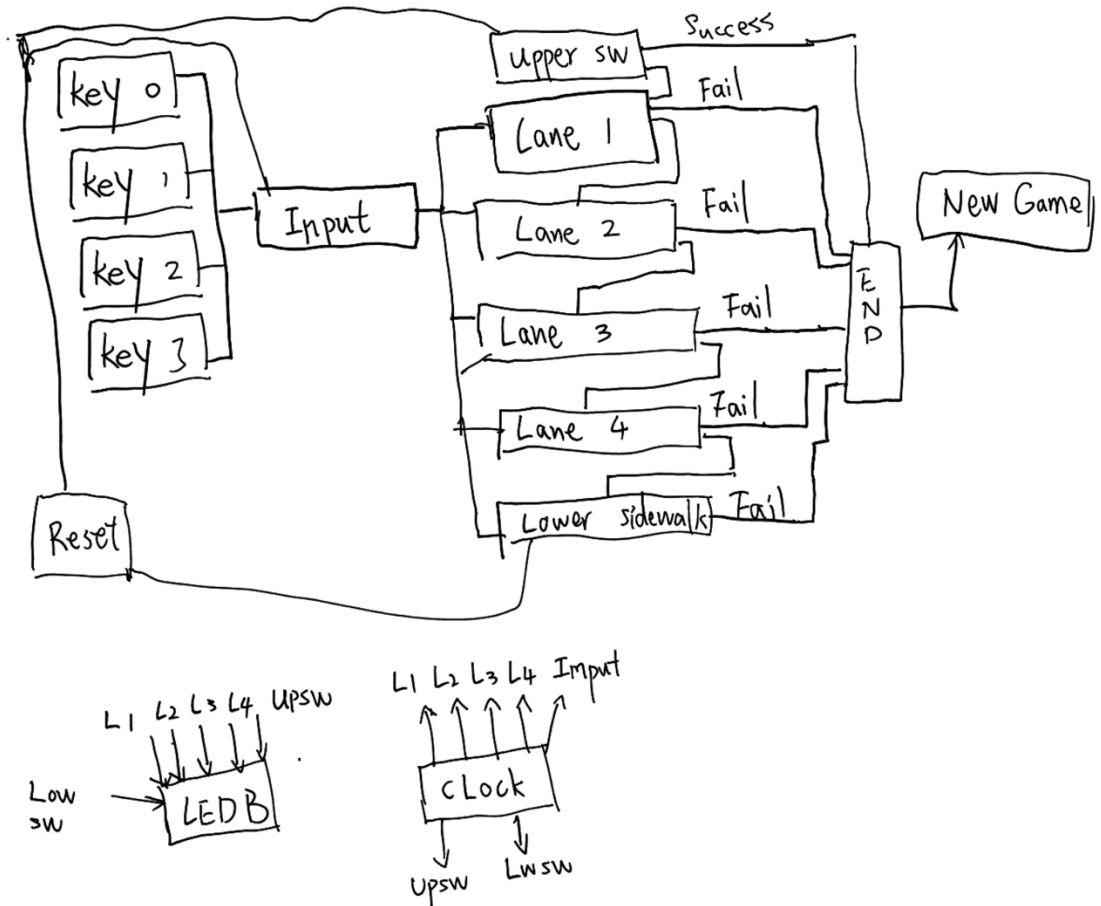 Success
upper sw
Fail
key 0
Lane 1
key 1
Input
Lane 2
Fail
New Game
key 2
END
Lane 3
Fail
key 3
Lane 4
Fail
Reset
Lower sidewalk
Fail
L1 L2 L3 L4 Upsw
Low
sw
LEDB
L1 L2 L3 L4 Imput
cLock
Upsw
Lwsw